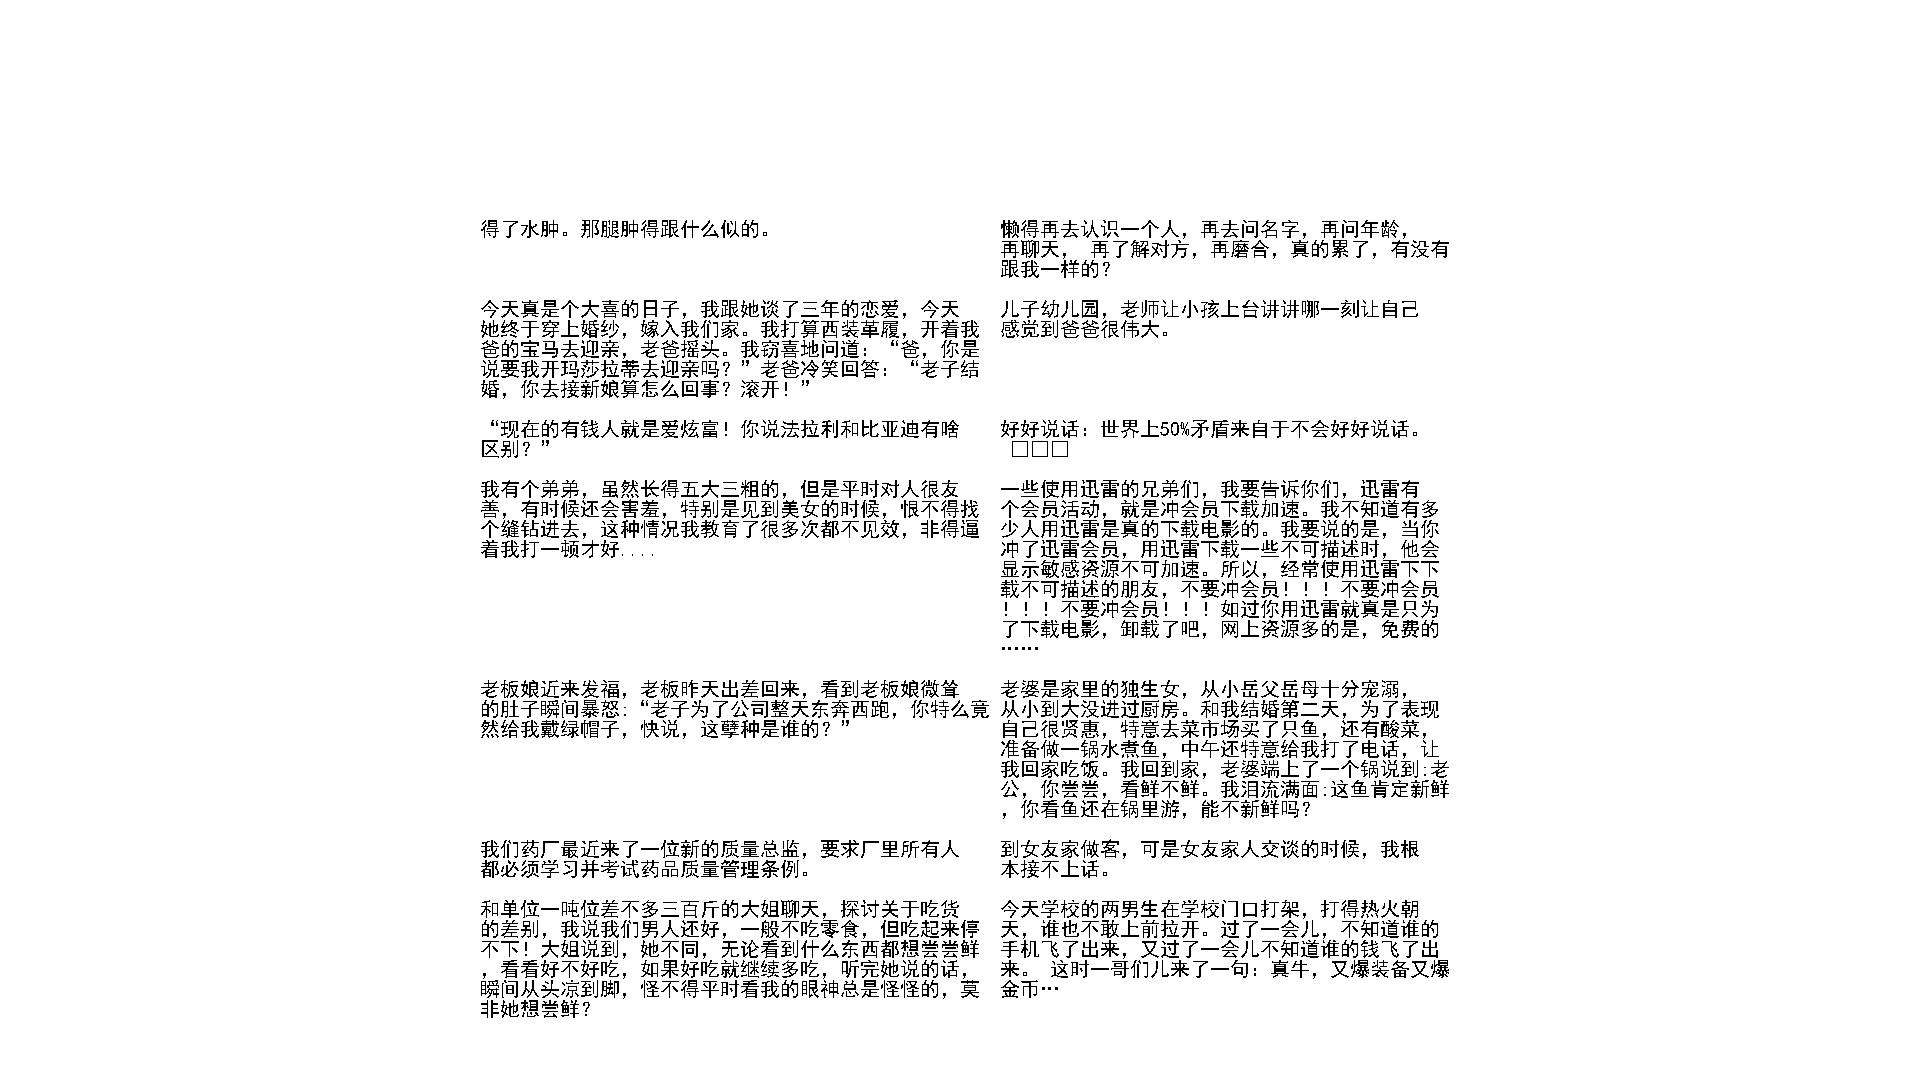 得了水肿。那腿肿得跟什么似的。
懒得再去认识一个人，再去问名字，再问年龄，
再聊天， 再了解对方，再磨合，真的累了，有没有
跟我一样的？
今天真是个大喜的日子，我跟她谈了三年的恋爱，今天
她终于穿上婚纱，嫁入我们家。我打算西装革履，开着我
爸的宝马去迎亲，老爸摇头。我窃喜地问道：“爸，你是
说要我开玛莎拉蒂去迎亲吗？”老爸冷笑回答：“老子结
婚，你去接新娘算怎么回事？滚开！”
儿子幼儿园，老师让小孩上台讲讲哪一刻让自己
感觉到爸爸很伟大。
“现在的有钱人就是爱炫富！你说法拉利和比亚迪有啥
区别？”
好好说话：世界上50%矛盾来自于不会好好说话。
□□□
我有个弟弟，虽然长得五大三粗的，但是平时对人很友
善，有时候还会害羞，特别是见到美女的时候，恨不得找
个缝钻进去，这种情况我教育了很多次都不见效，非得逼
着我打一顿才好....
一些使用迅雷的兄弟们，我要告诉你们，迅雷有
个会员活动，就是冲会员下载加速。我不知道有多
少人用迅雷是真的下载电影的。我要说的是，当你
冲了迅雷会员，用迅雷下载一些不可描述时，他会
显示敏感资源不可加速。所以，经常使用迅雷下下
载不可描述的朋友，不要冲会员！！！不要冲会员
！！！不要冲会员！！！如过你用迅雷就真是只为
了下载电影，卸载了吧，网上资源多的是，免费的
……
老板娘近来发福，老板昨天出差回来，看到老板娘微耸
的肚子瞬间暴怒：“老子为了公司整天东奔西跑，你特么竟
然给我戴绿帽子，快说，这孽种是谁的？”
老婆是家里的独生女，从小岳父岳母十分宠溺，
从小到大没进过厨房。和我结婚第二天，为了表现
自己很贤惠，特意去菜市场买了只鱼，还有酸菜，
准备做一锅水煮鱼，中午还特意给我打了电话，让
我回家吃饭。我回到家，老婆端上了一个锅说到:老
公，你尝尝，看鲜不鲜。我泪流满面:这鱼肯定新鲜
，你看鱼还在锅里游，能不新鲜吗？
我们药厂最近来了一位新的质量总监，要求厂里所有人
都必须学习并考试药品质量管理条例。
到女友家做客，可是女友家人交谈的时候，我根
本接不上话。
和单位一吨位差不多三百斤的大姐聊天，探讨关于吃货
的差别，我说我们男人还好，一般不吃零食，但吃起来停
不下！大姐说到，她不同，无论看到什么东西都想尝尝鲜
，看看好不好吃，如果好吃就继续多吃，听完她说的话，
瞬间从头凉到脚，怪不得平时看我的眼神总是怪怪的，莫
非她想尝鲜？
今天学校的两男生在学校门口打架，打得热火朝
天，谁也不敢上前拉开。过了一会儿，不知道谁的
手机飞了出来，又过了一会儿不知道谁的钱飞了出
来。 这时一哥们儿来了一句：真牛，又爆装备又爆
金币…